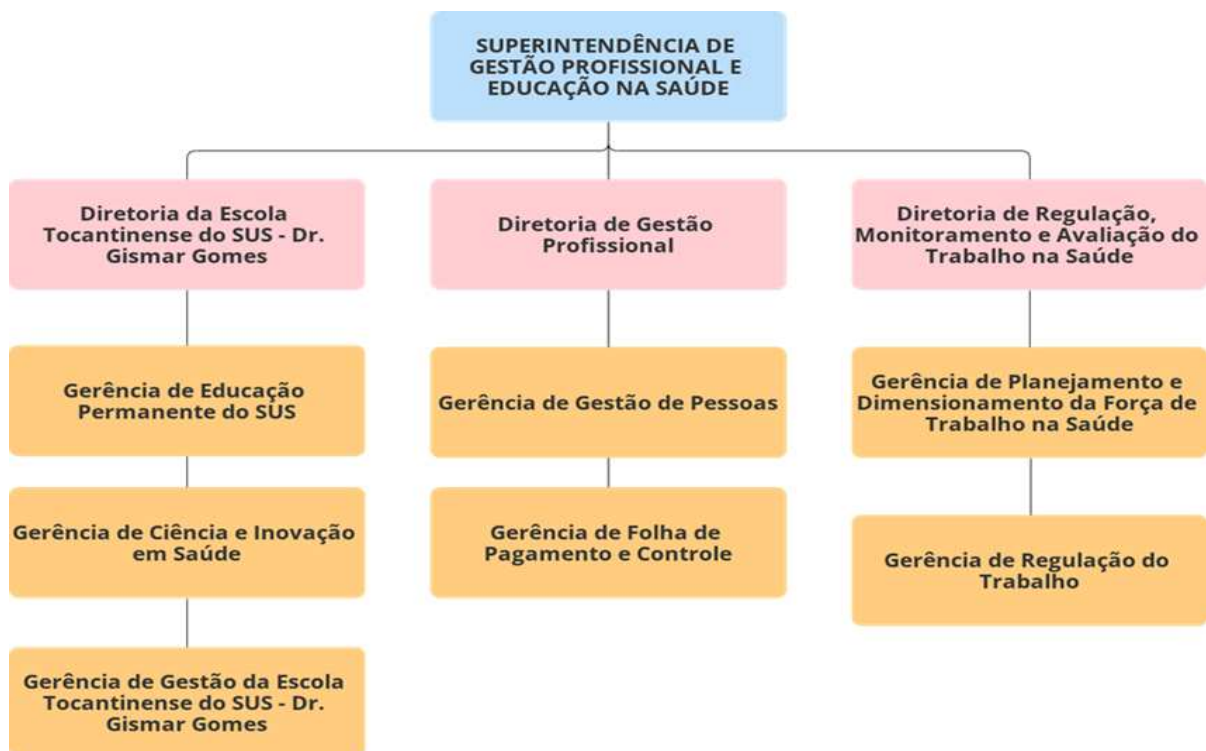 SUPERINTENDÊNCIA DE
GESTÃO PROFISSIONAL E
EDUCAÇÃO NA SAÚDE
Diretoria da Escola
Tocantinense do SUS - Dr.
Gismar Gomes
Diretoria de Gestão
Profissional
Diretoria de Regulação,
Monitoramento e Avaliação do
Trabalho na Saúde
Gerência de Educação
Permanente do SUS
Gerência de Gestão de Pessoas
Gerência de Planejamento e
Dimensionamento da Força de
Trabalho na Saúde
Gerência de Ciência e Inovação
em Saúde
Gerência de Folha de
Pagamento e Controle
Gerência de Regulação do
Trabalho
Gerência de Gestão da Escola
Tocantinense do SUS - Dr.
Gismar Gomes